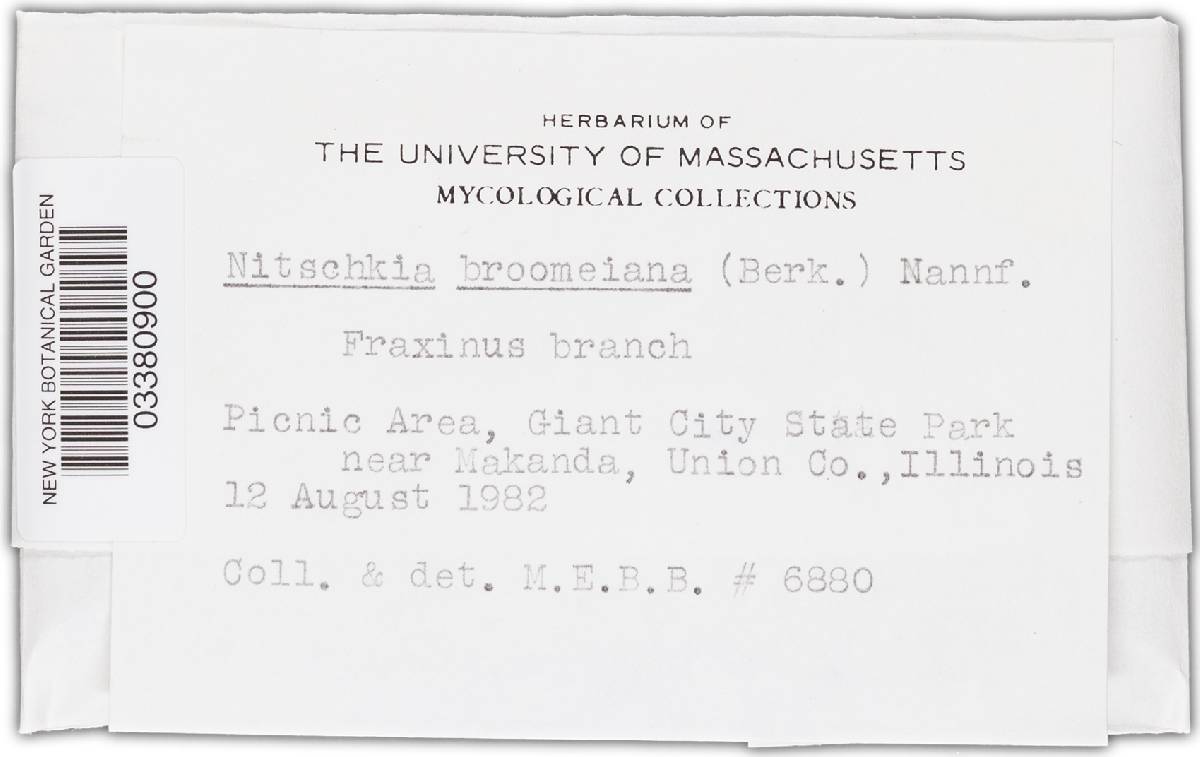 HERBARIUM OF
THE UNIVERSITY OF MASSACHUSETTS
MYCOLOGICAL COLLECTIONS
Nitschkia broomeiana (Berk.) Nannf.
Fraxinus branch
Picnic Area, Giant City State Park
near Makanda, Union Co.,Illinois
12 August 1982
Coll. & det. M.E.B.B. # 6880
NEW YORK BOTANICAL GARDEN
03380900